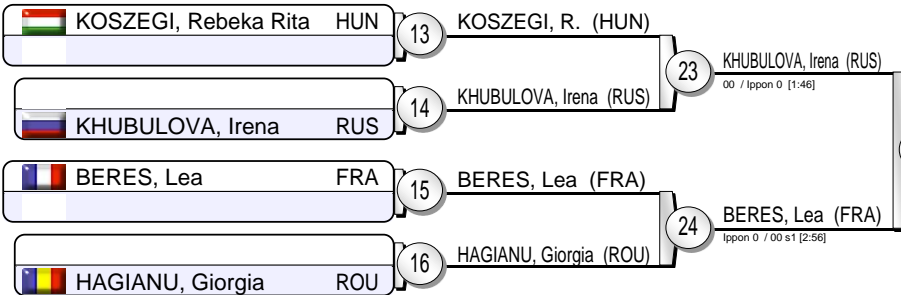 KOSZEGI, Rebeka Rita HUN
13
KOSZEGI, R. (HUN)
23
KHUBULOVA, Irena (RUS)
00 / Ippon 0 [1:46]
KHUBULOVA, Irena RUS
14
KHUBULOVA, Irena (RUS)
BERES, Lea FRA
15
BERES, Lea (FRA)
24
BERES, Lea (FRA)
Ippon 0 / 00 s1 [2:56]
HAGIANU, Giorgia ROU
16
HAGIANU, Giorgia (ROU)